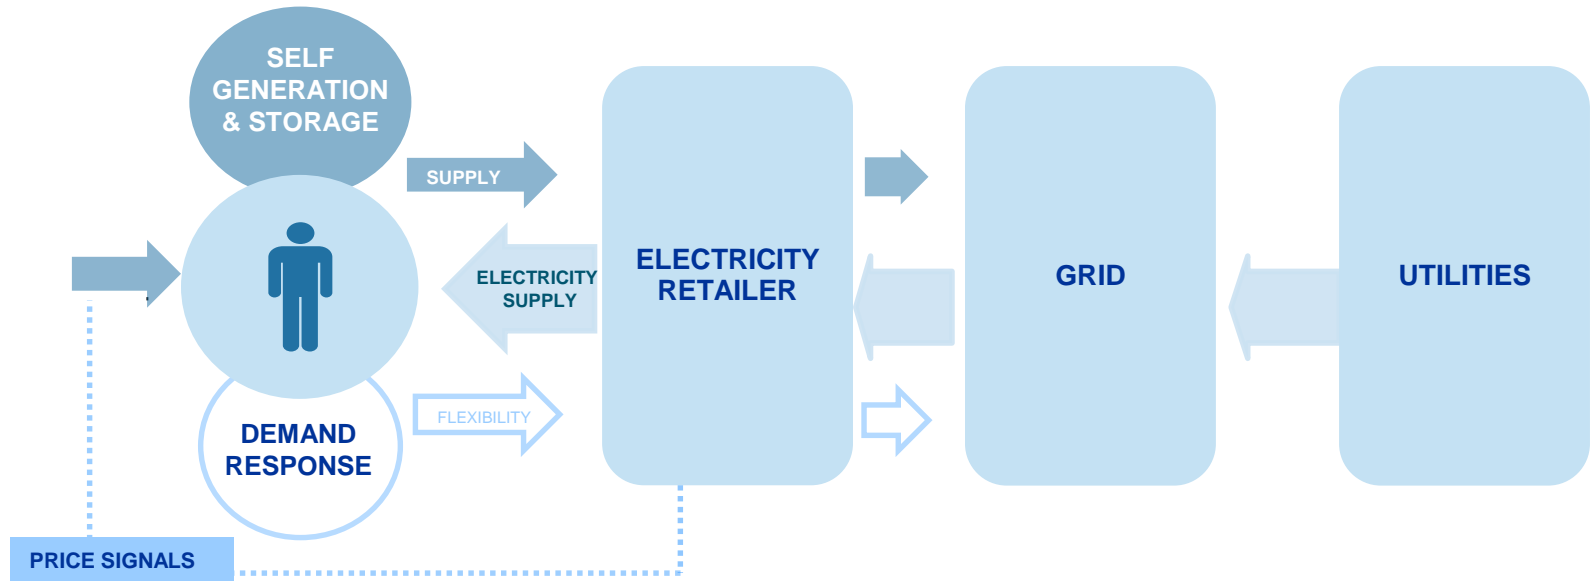 SELF
GENERATION
& STORAGE
SUPPLY
ELECTRICITY
SUPPLY
FLEXIBILITY
DEMAND
RESPONSE
PRICE SIGNALS
ELECTRICITY
RETAILER
GRID
UTILITIES